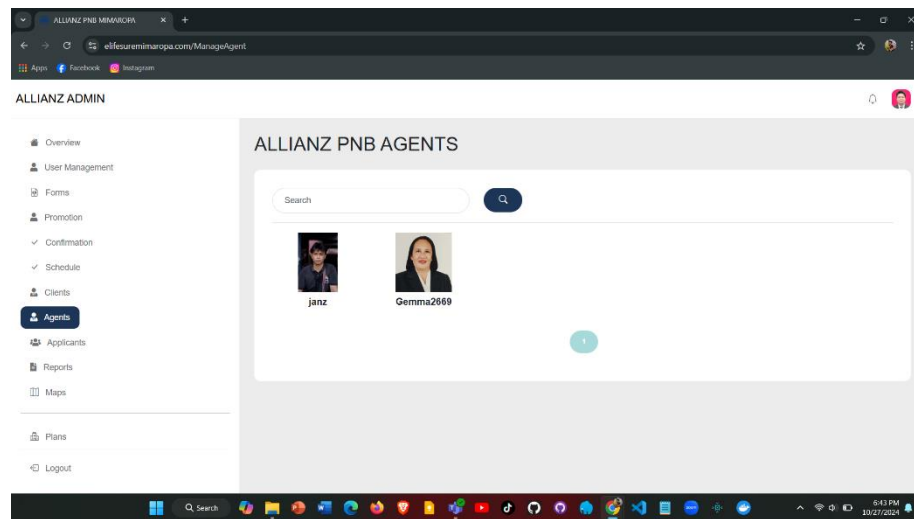 ALLIANZ PNB MIMAROPA
elifesuremimaropa.com/ManageAgent
Apps
Facebook
Instagram
ALLIANZ ADMIN
Overview
User Management
Forms
Promotion
Confirmation
Schedule
Clients
Agents
Applicants
Reports
Maps
Plans
Logout
ALLIANZ PNB AGENTS
Search
janz
Gemma2669
1
Search
6:43 PM
10/27/2024